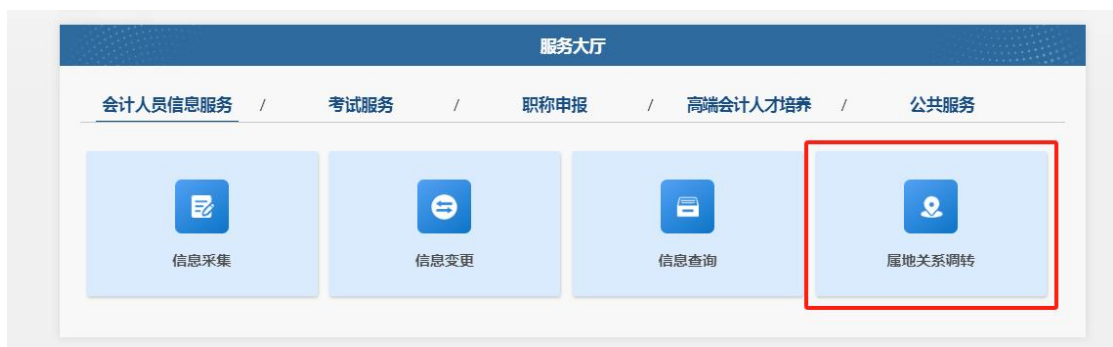 服务大厅
会计人员信息服务 / 考试服务 / 职称申报 / 高端会计人才培养 / 公共服务
信息采集 信息变更 信息查询 属地关系调转